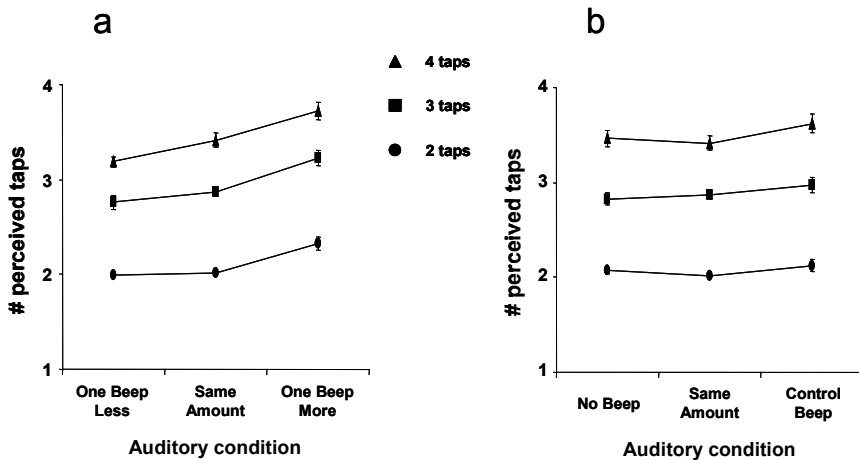 a
4
3
2
1
# perceived taps
One Beep Less
Same Amount
One Beep More
Auditory condition
4 taps
3 taps
2 taps
b
4
3
2
1
# perceived taps
No Beep
Same Amount
Control Beep
Auditory condition